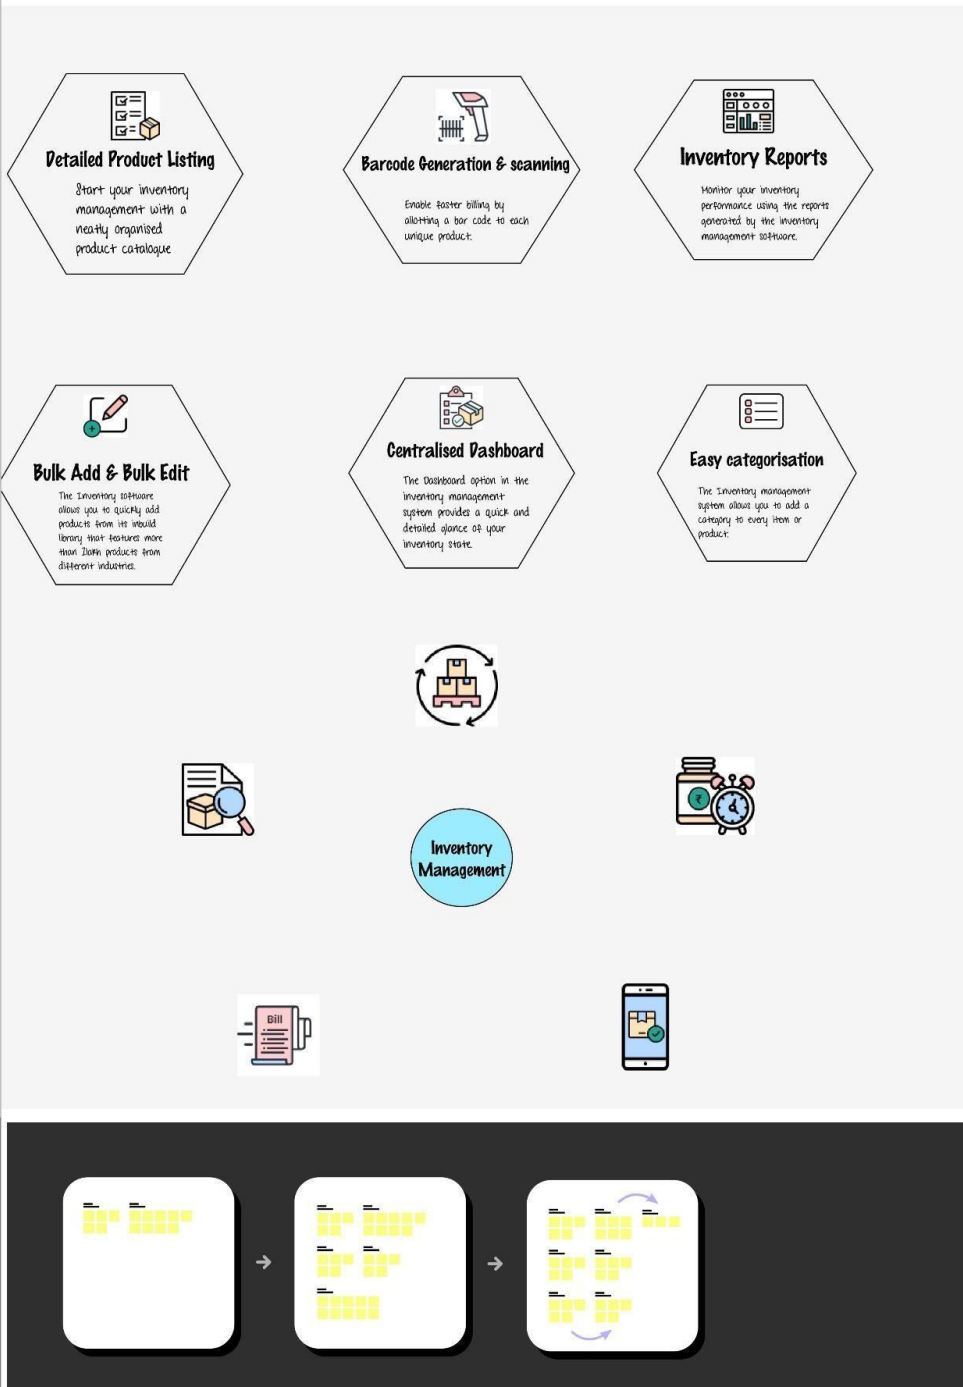 Detailed Product Listing
Start your inventory
management with a
neatly organised
product catalogue
Barcode Generation & scanning
Enable faster billing by
allotting a bar code to each
unique product.
Inventory Reports
Monitor your inventory
performance using the reports
generated by the inventory
management software.
Bulk Add & Bulk Edit
The Inventory software
allows you to quickly add
products from its inbuild
library that features more
than 2lakh products from
different industries.
Centralised Dashboard
The Dashboard option in the
inventory management
system provides a quick and
detailed glance of your
inventory state.
Easy categorisation
The Inventory management
system allows you to add a
category to every item or
product.
₹
Inventory
Management
Bill